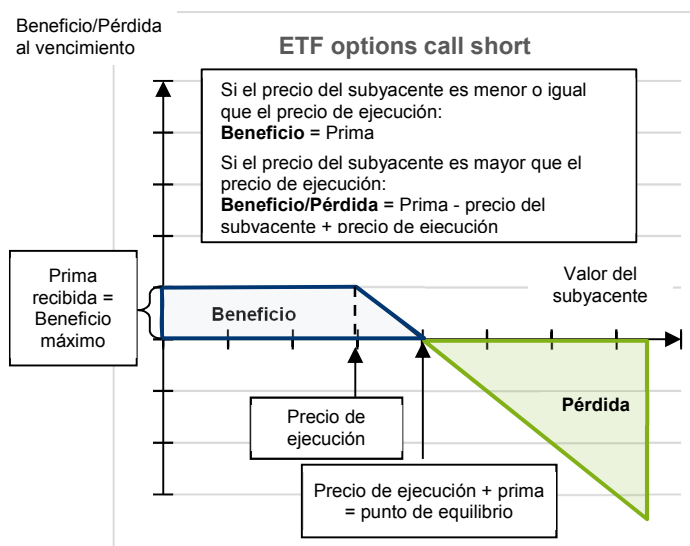 Beneficio/Pérdida
al vencimiento
ETF options call short
Si el precio del subyacente es menor o igual
que el precio de ejecución:
Beneficio = Prima
Si el precio del subyacente es mayor que el
precio de ejecución:
Beneficio/Pérdida = Prima - precio del
subyacente + precio de ejecución
Prima
recibida =
Beneficio
máximo
Beneficio
Valor del
subyacente
Pérdida
Precio de
ejecución
Precio de ejecución + prima
= punto de equilibrio